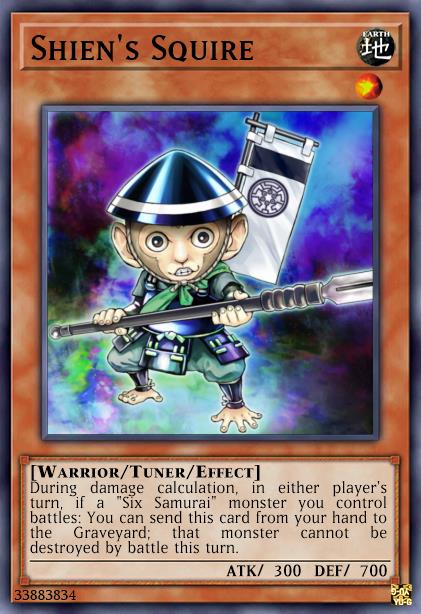 Shien's Squire
EARTH
地
[Warrior/Tuner/Effect]
During damage calculation, in either player's
turn, if a "Six Samurai" monster you control
battles: You can send this card from your hand to
the Graveyard; that monster cannot be
destroyed by battle this turn.
ATK/ 300 DEF/ 700
33883834